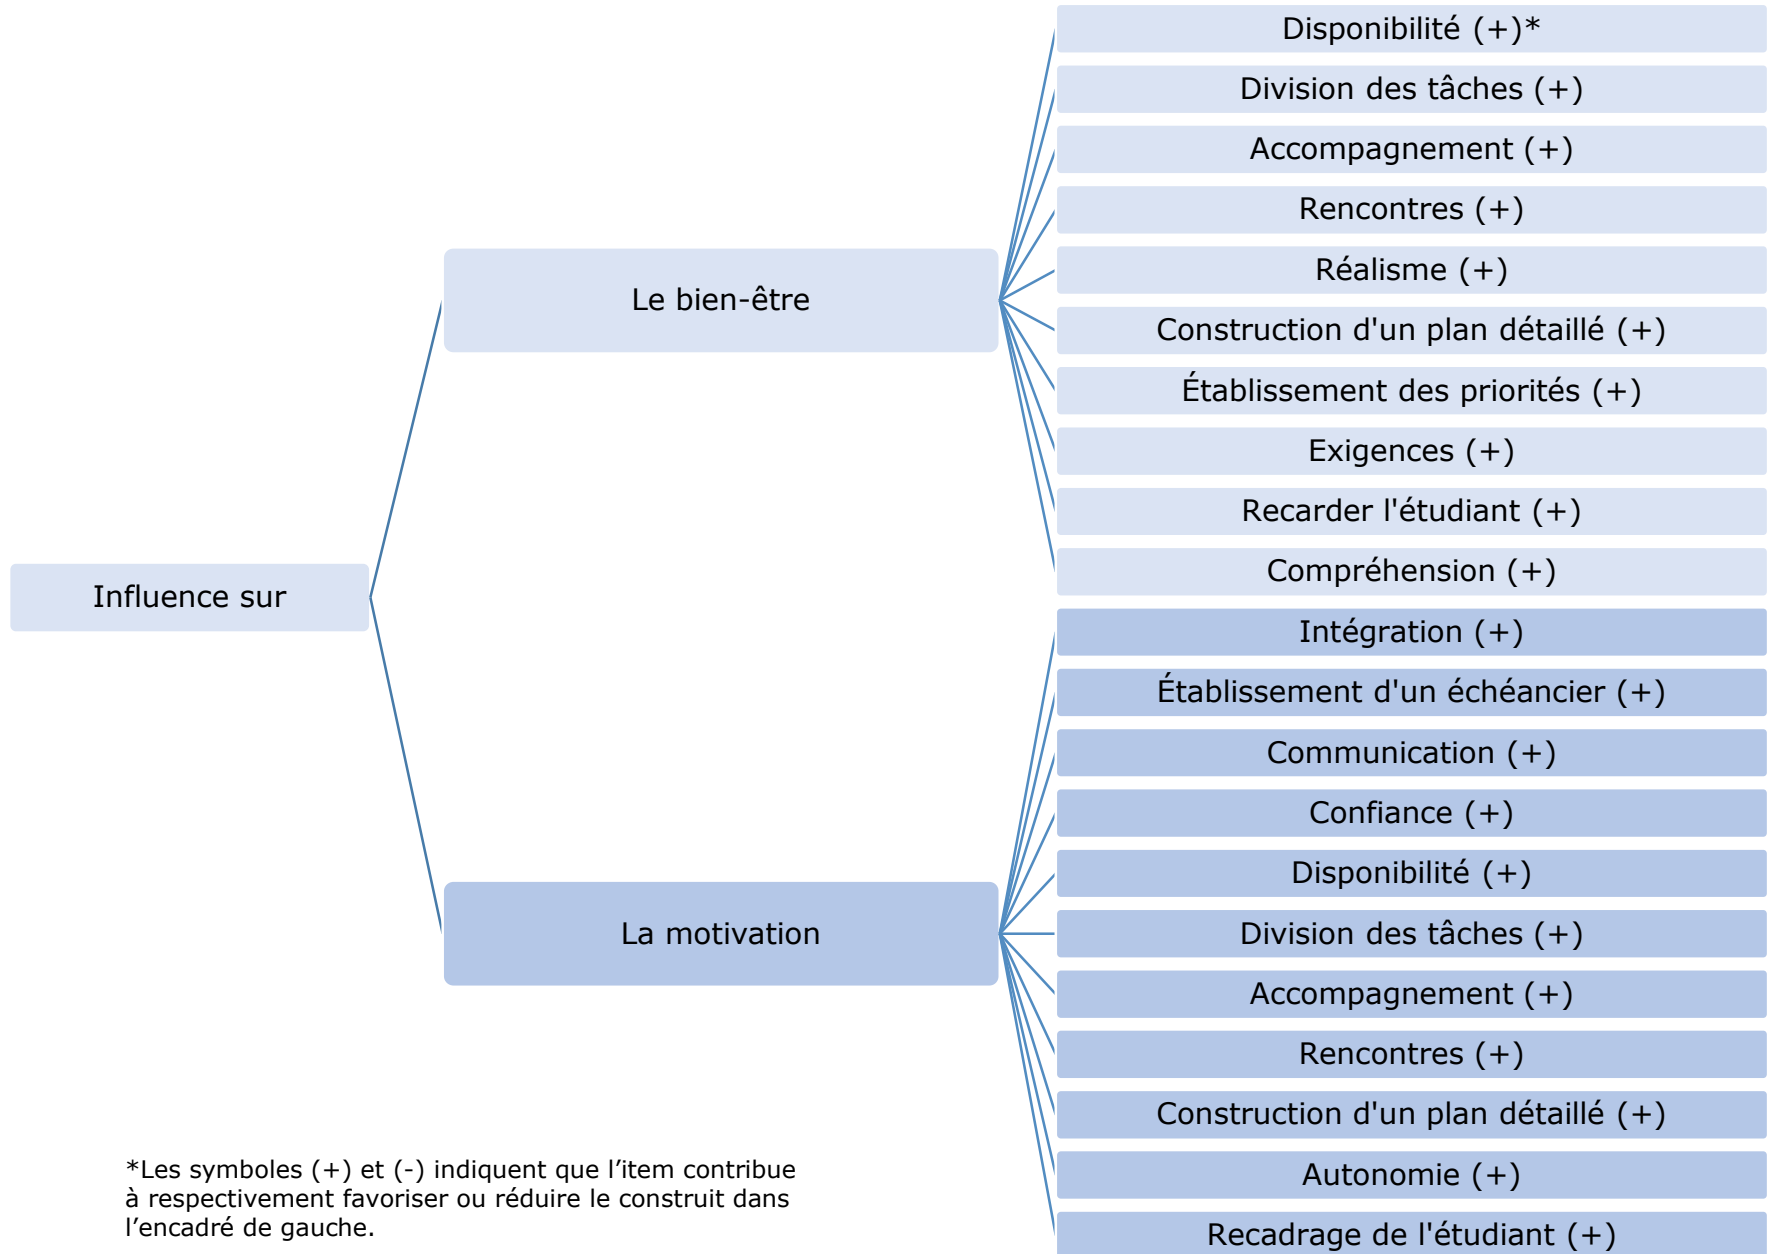 Influence sur
Le bien-être
Disponibilité (+)*
Division des tâches (+)
Accompagnement (+)
Rencontres (+)
Réalisme (+)
Construction d'un plan détaillé (+)
Établissement des priorités (+)
Exigences (+)
Recarder l'étudiant (+)
Compréhension (+)
La motivation
Intégration (+)
Établissement d'un échéancier (+)
Communication (+)
Confiance (+)
Disponibilité (+)
Division des tâches (+)
Accompagnement (+)
Rencontres (+)
Construction d'un plan détaillé (+)
Autonomie (+)
Recadrage de l'étudiant (+)
*Les symboles (+) et (-) indiquent que l’item contribue
à respectivement favoriser ou réduire le construit dans
l’encadré de gauche.